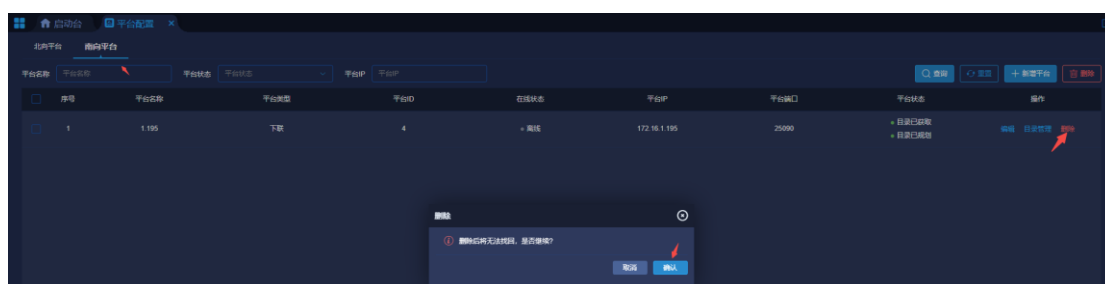 启动台 平台配置 ×
北向平台 南向平台
平台名称 平台名称 平台状态 平台状态 平台IP 平台IP 查询 重置 + 新增平台 删除
序号 平台名称 平台类型 平台ID 在线状态 平台IP 平台端口 平台状态 操作
1 1.195 下联 4 离线 172.16.1.195 25090 目录已获取 编辑 目录管理 删除
目录已规划
删除
删除后将无法找回，是否继续？
取消 确认